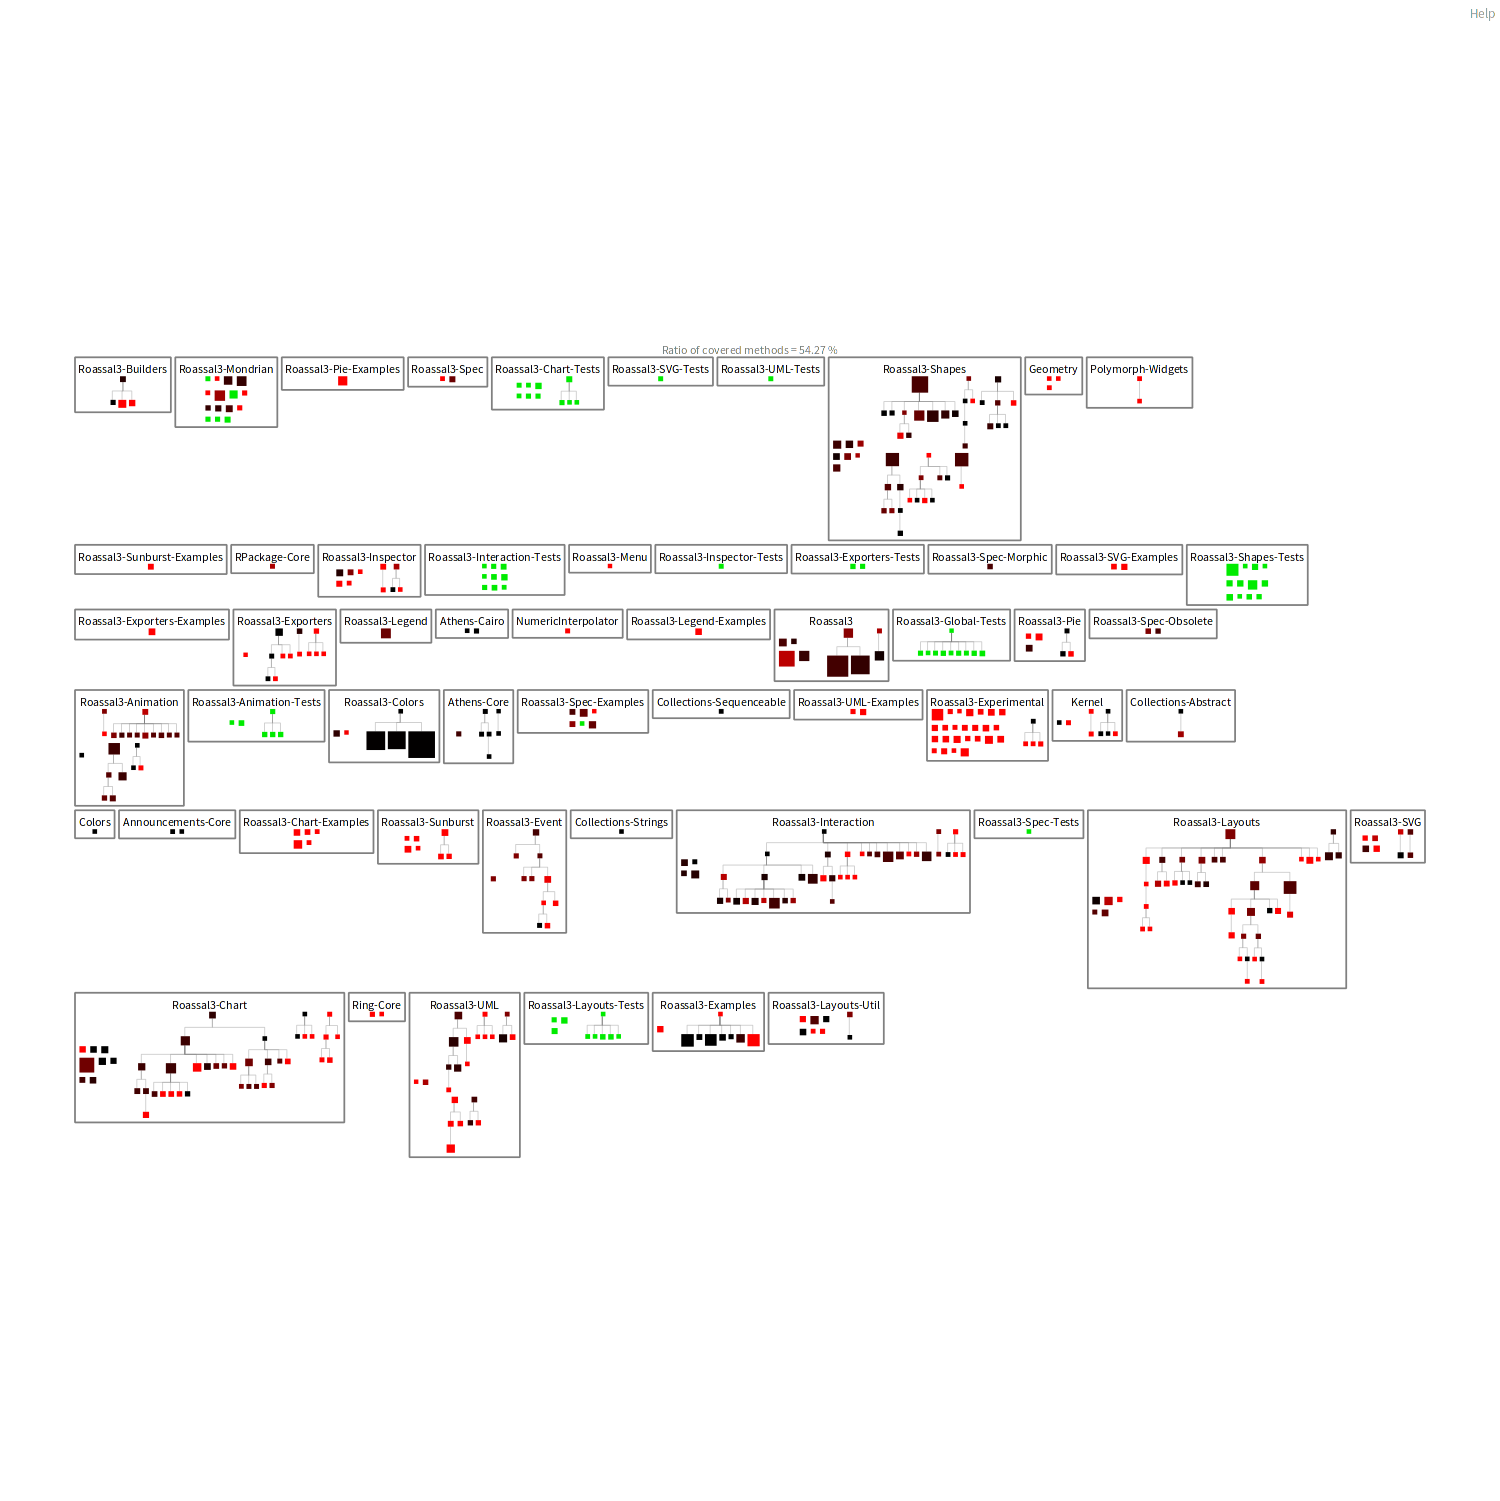 Help
Ratio of covered methods = 54.27 %
Roassal3-Builders
Roassal3-Mondrian
Roassal3-Pie-Examples
Roassal3-Spec
Roassal3-Chart-Tests
Roassal3-SVG-Tests
Roassal3-UML-Tests
Roassal3-Shapes
Geometry
Polymorph-Widgets
Roassal3-Sunburst-Examples
RPackage-Core
Roassal3-Inspector
Roassal3-Interaction-Tests
Roassal3-Menu
Roassal3-Inspector-Tests
Roassal3-Exporters-Tests
Roassal3-Spec-Morphic
Roassal3-SVG-Examples
Roassal3-Shapes-Tests
Roassal3-Exporters-Examples
Roassal3-Exporters
Roassal3-Legend
Athens-Cairo
NumericInterpolator
Roassal3-Legend-Examples
Roassal3
Roassal3-Global-Tests
Roassal3-Pie
Roassal3-Spec-Obsolete
Roassal3-Animation
Roassal3-Animation-Tests
Roassal3-Colors
Athens-Core
Roassal3-Spec-Examples
Collections-Sequenceable
Roassal3-UML-Examples
Roassal3-Experimental
Kernel
Collections-Abstract
Colors
Announcements-Core
Roassal3-Chart-Examples
Roassal3-Sunburst
Roassal3-Event
Collections-Strings
Roassal3-Interaction
Roassal3-Spec-Tests
Roassal3-Layouts
Roassal3-SVG
Roassal3-Chart
Ring-Core
Roassal3-UML
Roassal3-Layouts-Tests
Roassal3-Examples
Roassal3-Layouts-Util